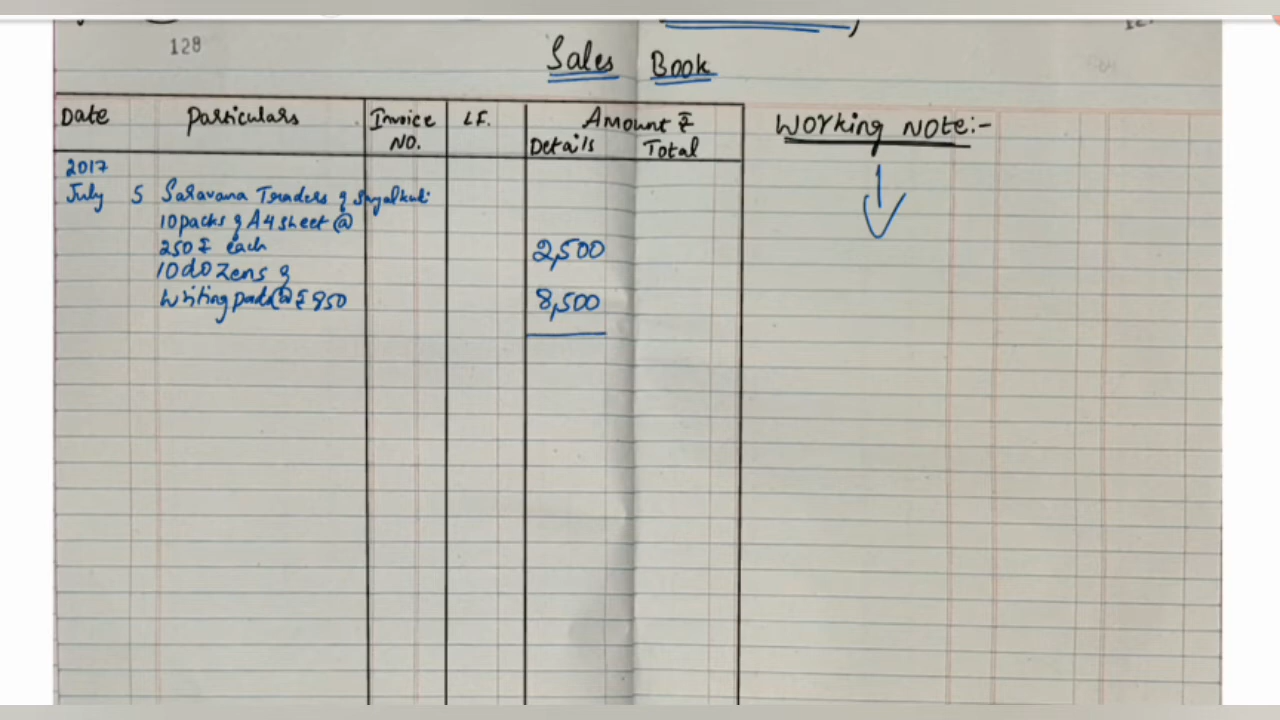 128
Sales Book
Date Particulars Invoice NO. L.F. Amount ₹
Details Total
Working Note:-
2017
July 5 Saravana Traders of
10 packs of A4 sheet @
250 ₹ each 2,500
10 dozens of
Writing pads @ ₹ 850 8,500